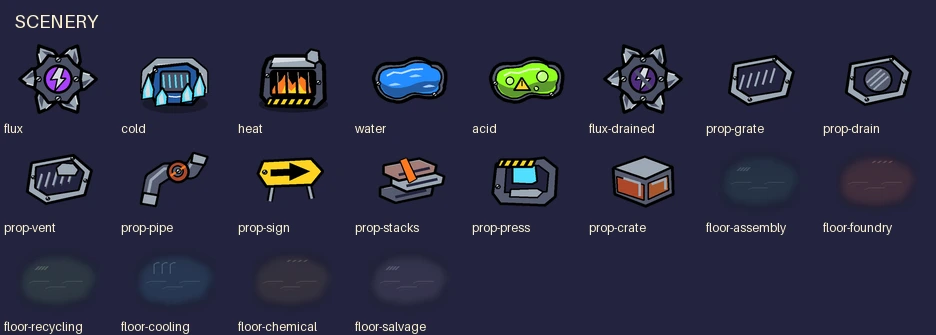 SCENERY
flux cold heat water acid flux-drained prop-grate prop-drain
prop-vent prop-pipe prop-sign prop-stacks prop-press prop-crate floor-assembly floor-foundry
floor-recycling floor-cooling floor-chemical floor-salvage